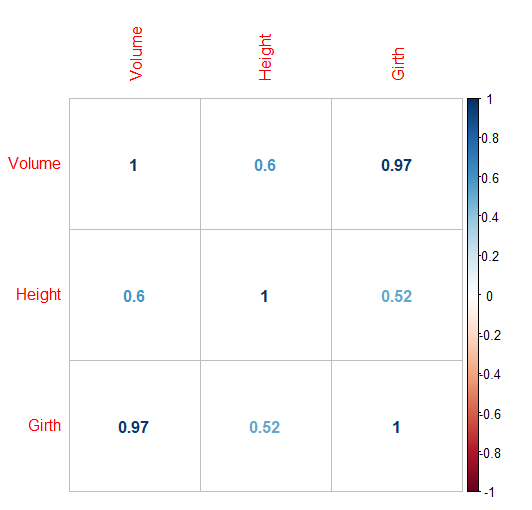 Volume Height Girth
Volume 1 0.6 0.97
Height 0.6 1 0.52
Girth 0.97 0.52 1
1
0.8
0.6
0.4
0.2
0
-0.2
-0.4
-0.6
-0.8
-1